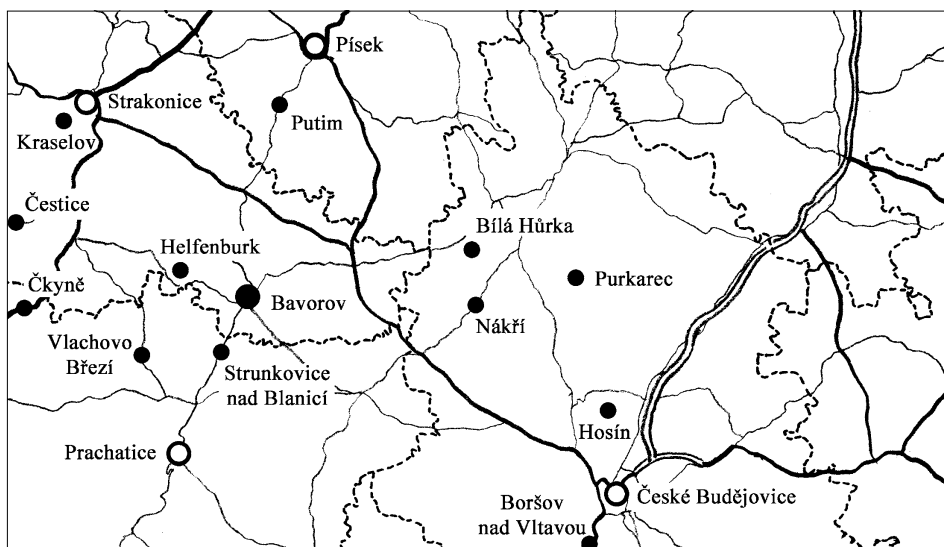 Písek
Strakonice
Putim
Kraselov
Čestice
Bílá Hůrka
Helfenburk
Purkarec
Čkyně
Bavorov
Nákří
Vlachovo
Březí
Strunkovice
nad Blanicí
Hosín
Prachatice
České Budějovice
Boršov
nad Vltavou